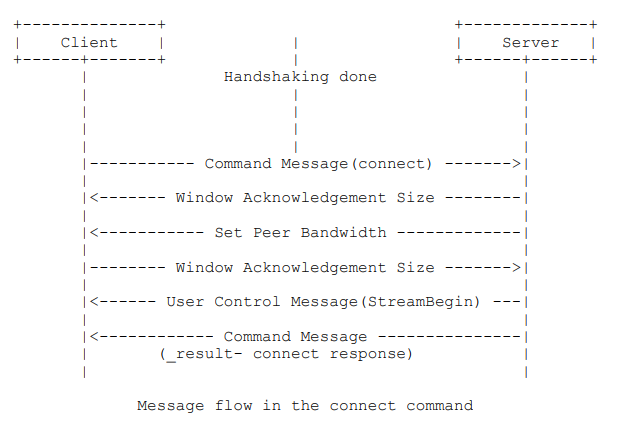 +--------------+                              +-------------+
|    Client    |             |                |    Server   |
+------+-------+             |                +------+------+
       |              Handshaking done               |
       |                     |                       |
       |                     |                       |
       |                     |                       |
       |                     |                       |
       |----------- Command Message(connect) ------->|
       |                                             |
       |<------- Window Acknowledgement Size --------|
       |                                             |
       |<----------- Set Peer Bandwidth -------------|
       |                                             |
       |-------- Window Acknowledgement Size ------->|
       |                                             |
       |<------ User Control Message(StreamBegin) ---|
       |                                             |
       |<------------ Command Message ---------------|
       |       (_result- connect response)           |
       |                                             |
Message flow in the connect command